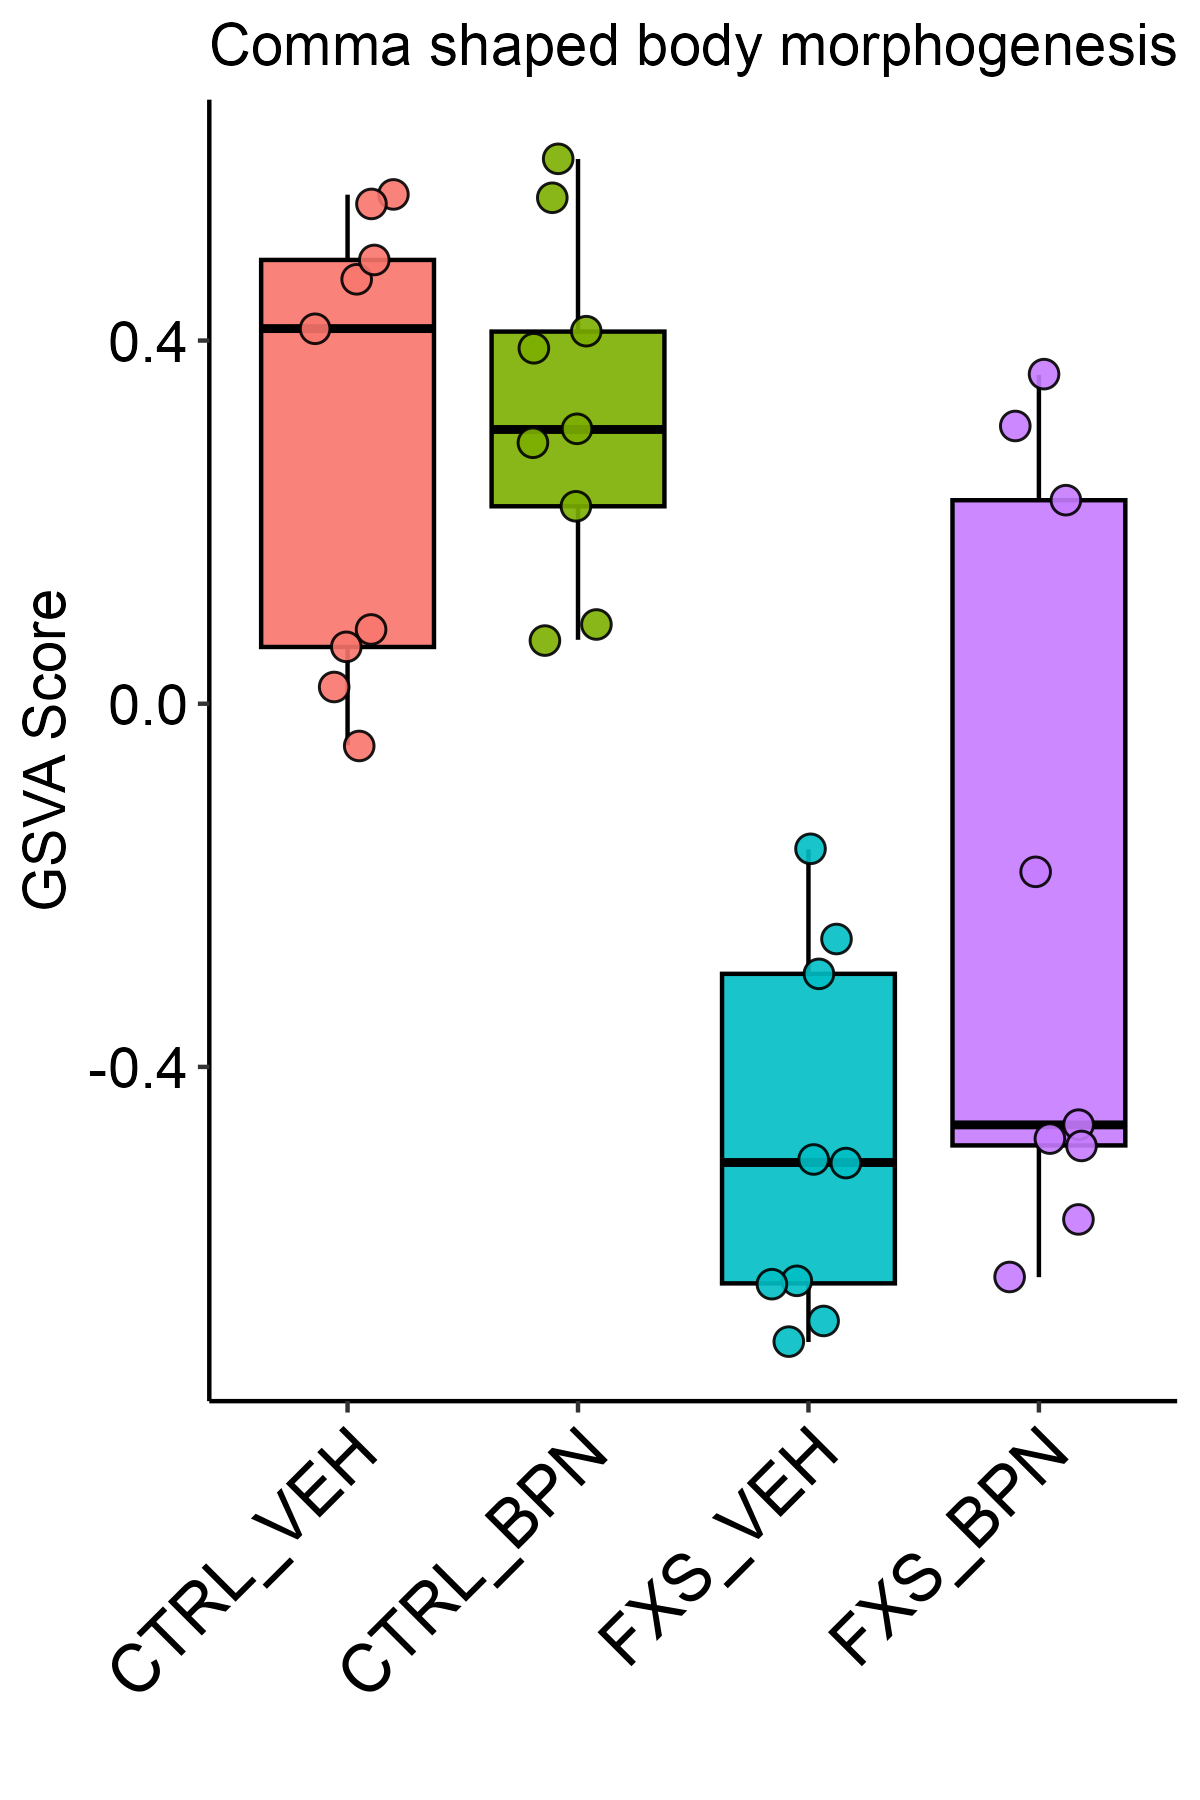 Comma shaped body morphogenesis
GSVA Score
0.4
0.0
-0.4
CTRL_VEH
CTRL_BPN
FXS_VEH
FXS_BPN